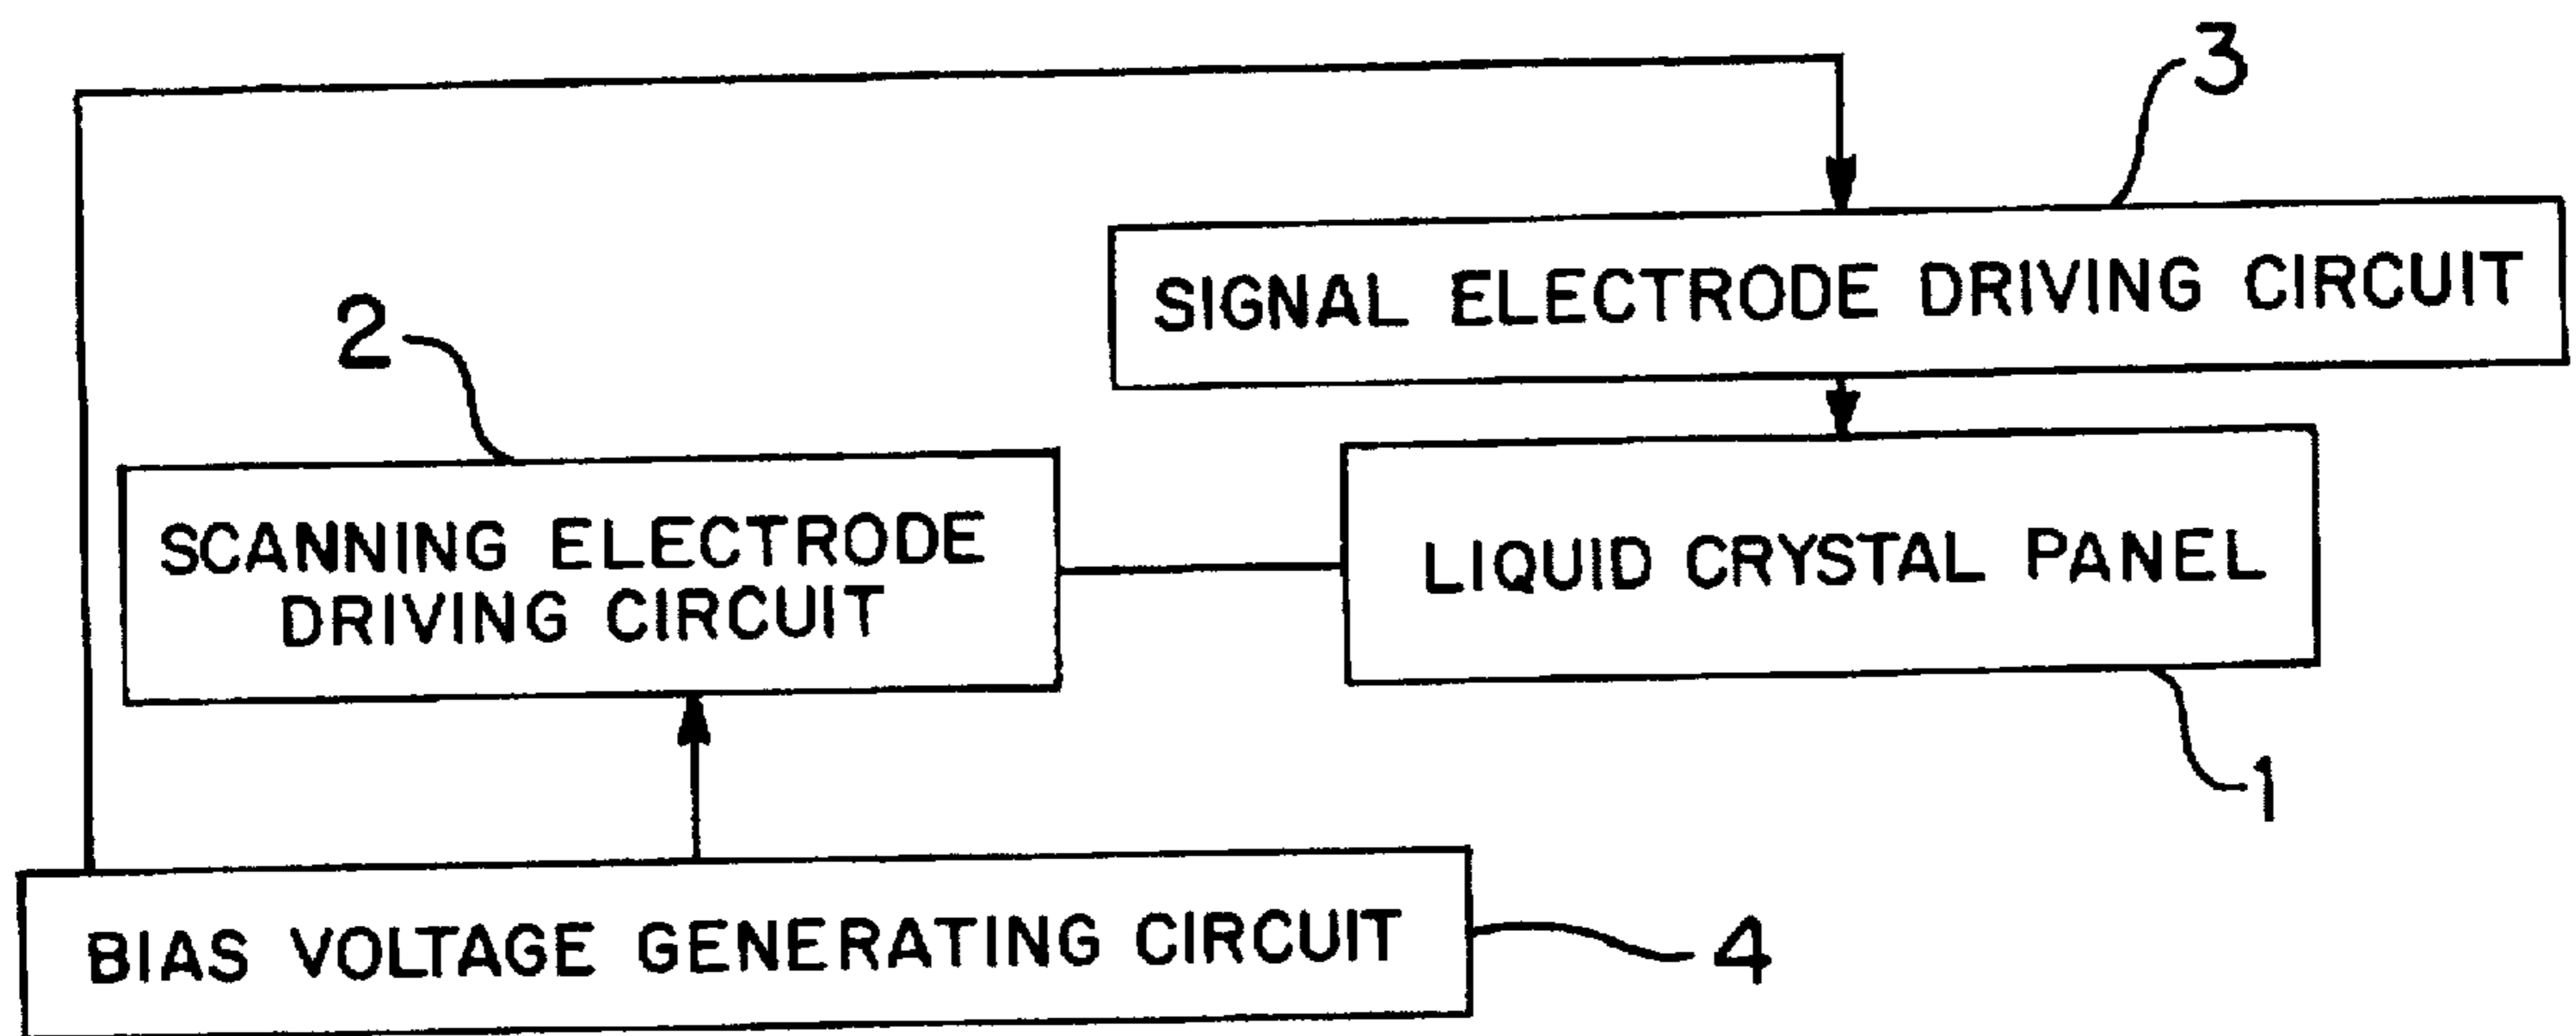 3
SIGNAL ELECTRODE DRIVING CIRCUIT
2
SCANNING ELECTRODE
DRIVING CIRCUIT
LIQUID CRYSTAL PANEL
1
BIAS VOLTAGE GENERATING CIRCUIT
4